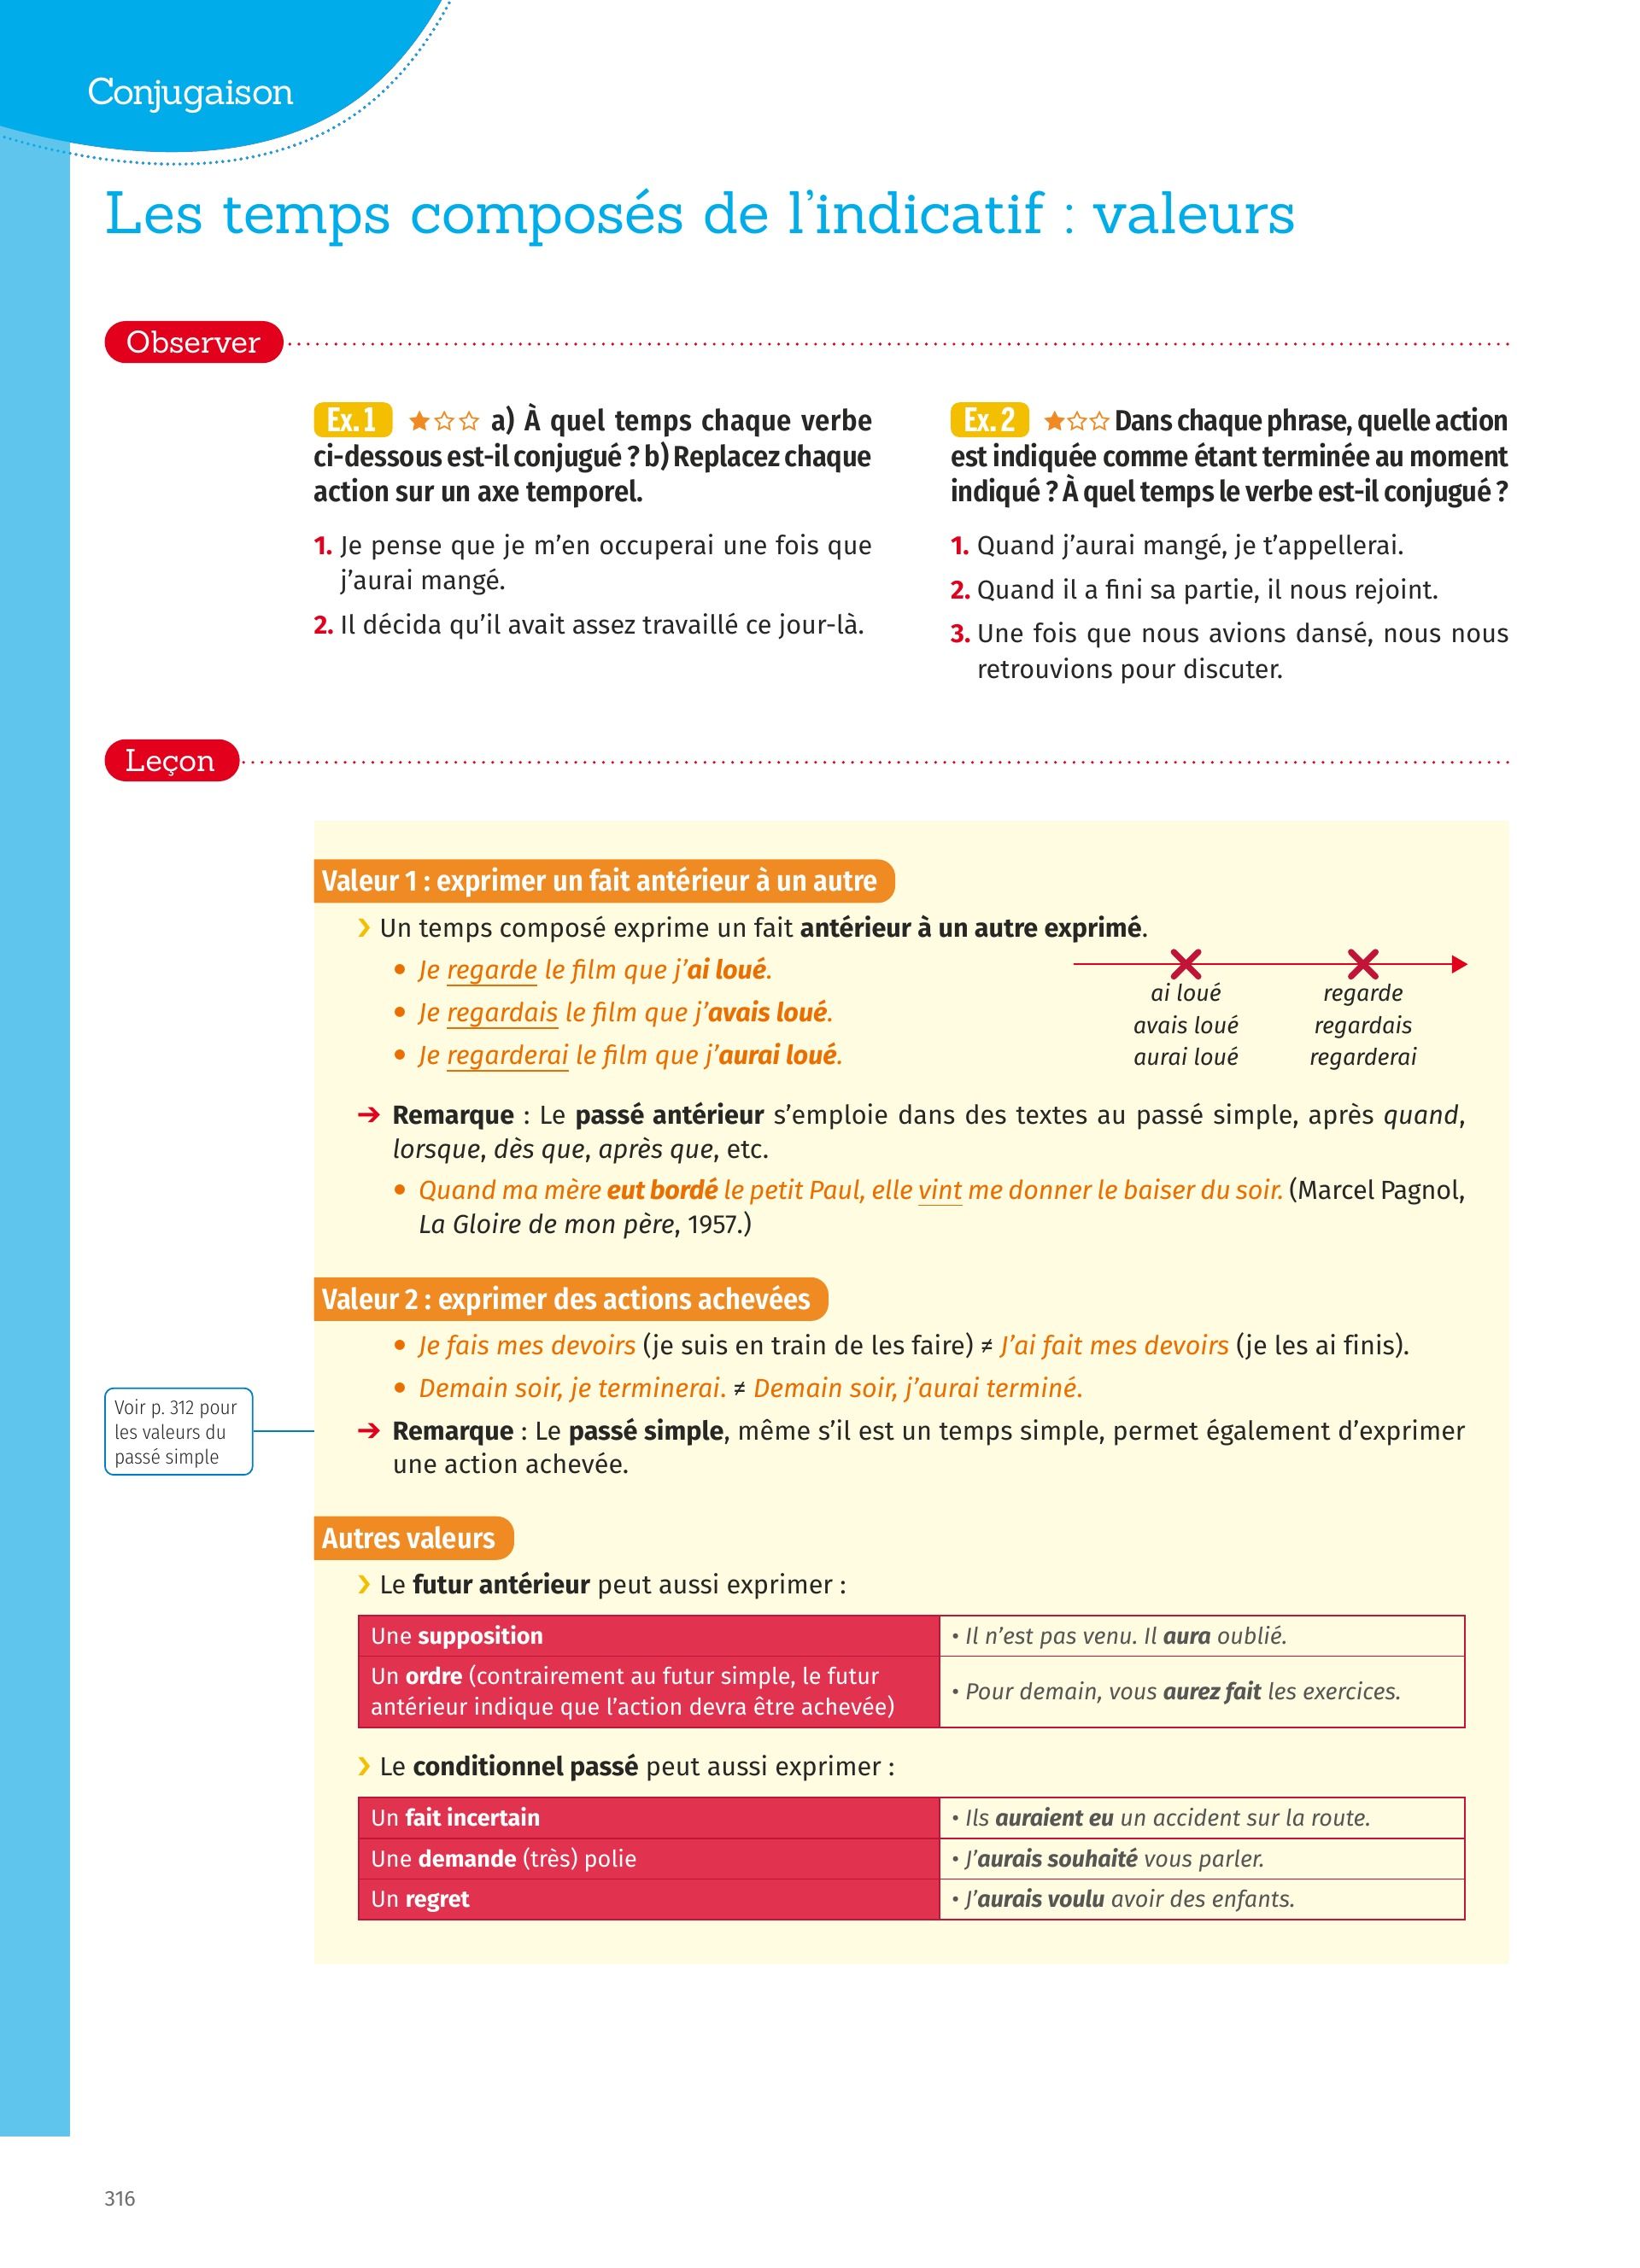 Conjugaison
Les temps composés de l’indicatif : valeurs
Observer
Ex. 1 ★☆☆ a) À quel temps chaque verbe
ci-dessous est-il conjugué ? b) Replacez chaque
action sur un axe temporel.
1. Je pense que je m’en occuperai une fois que
j’aurai mangé.
2. Il décida qu’il avait assez travaillé ce jour-là.
Ex. 2 ★☆☆ Dans chaque phrase, quelle action
est indiquée comme étant terminée au moment
indiqué ? À quel temps le verbe est-il conjugué ?
1. Quand j’aurai mangé, je t’appellerai.
2. Quand il a fini sa partie, il nous rejoint.
3. Une fois que nous avions dansé, nous nous
retrouvions pour discuter.
Leçon
Valeur 1 : exprimer un fait antérieur à un autre
› Un temps composé exprime un fait antérieur à un autre exprimé.
• Je regarde le film que j’ai loué.
• Je regardais le film que j’avais loué.
• Je regarderai le film que j’aurai loué.
ai loué regarde
avais loué regardais
aurai loué regarderai
➔ Remarque : Le passé antérieur s’emploie dans des textes au passé simple, après quand,
lorsque, dès que, après que, etc.
• Quand ma mère eut bordé le petit Paul, elle vint me donner le baiser du soir. (Marcel Pagnol,
La Gloire de mon père, 1957.)
Valeur 2 : exprimer des actions achevées
• Je fais mes devoirs (je suis en train de les faire) ≠ J’ai fait mes devoirs (je les ai finis).
• Demain soir, je terminerai. ≠ Demain soir, j’aurai terminé.
Voir p. 312 pour
les valeurs du
passé simple
➔ Remarque : Le passé simple, même s’il est un temps simple, permet également d’exprimer
une action achevée.
Autres valeurs
› Le futur antérieur peut aussi exprimer :
Une supposition • Il n’est pas venu. Il aura oublié.
Un ordre (contrairement au futur simple, le futur
antérieur indique que l’action devra être achevée)
• Pour demain, vous aurez fait les exercices.
› Le conditionnel passé peut aussi exprimer :
Un fait incertain • Ils auraient eu un accident sur la route.
Une demande (très) polie • J’aurais souhaité vous parler.
Un regret • J’aurais voulu avoir des enfants.
316